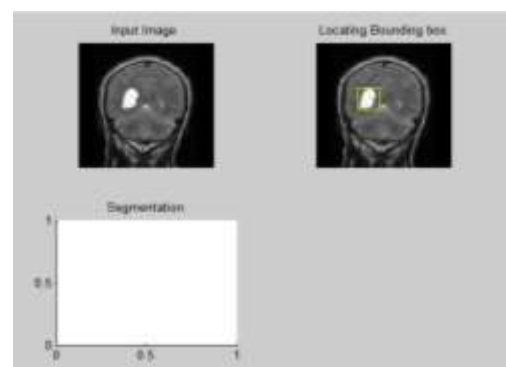 Input Image
Locating Bounding box
Segmentation
1
0.5
0
0 0.5 1